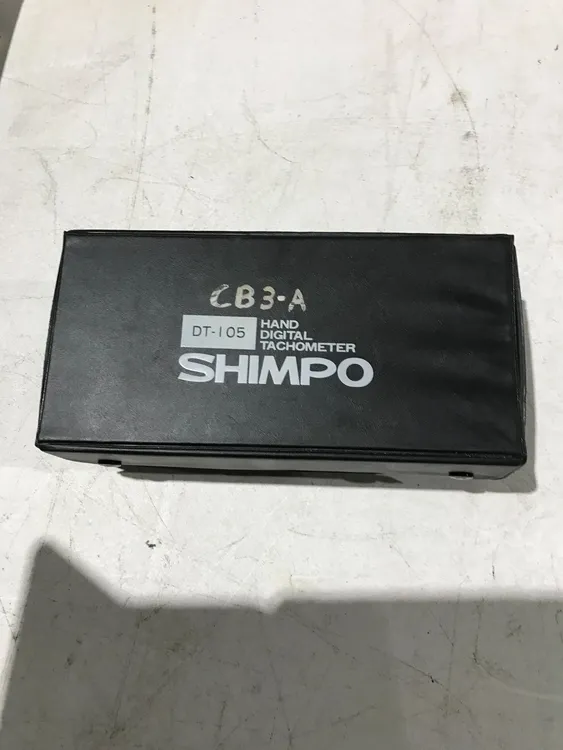 CB3-A
DT-105
HAND
DIGITAL
TACHOMETER
SHIMPO